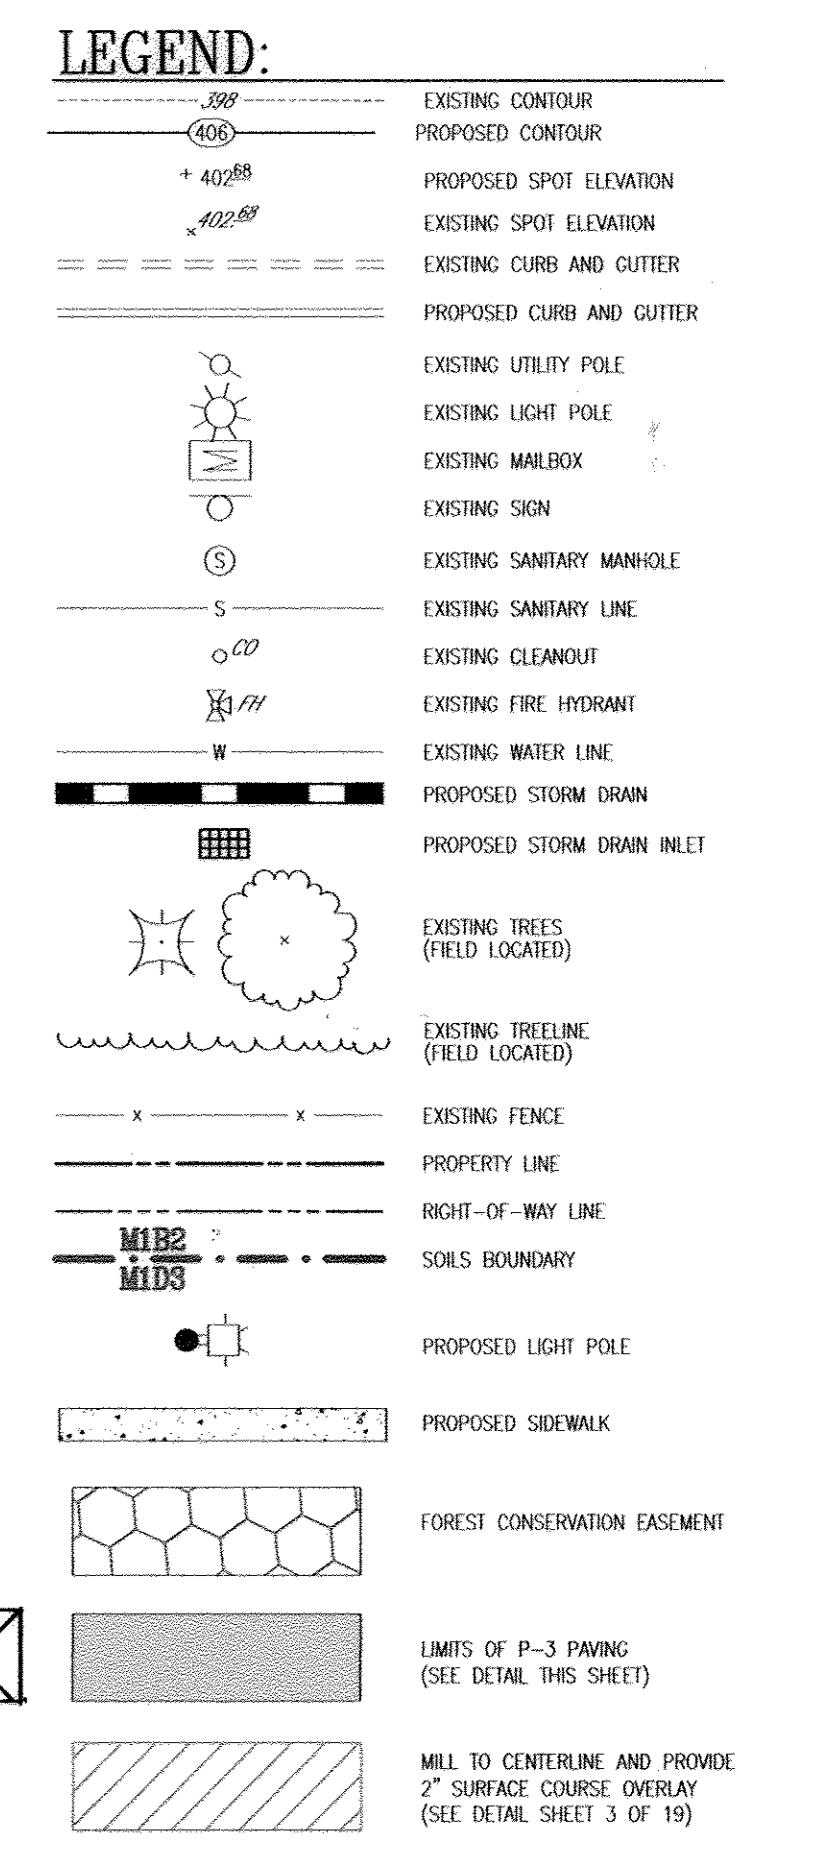 LEGEND:
398 EXISTING CONTOUR
406 PROPOSED CONTOUR
+ 402 68 PROPOSED SPOT ELEVATION
x 402.68 EXISTING SPOT ELEVATION
EXISTING CURB AND GUTTER
PROPOSED CURB AND GUTTER
EXISTING UTILITY POLE
EXISTING LIGHT POLE
EXISTING MAILBOX
EXISTING SIGN
S EXISTING SANITARY MANHOLE
S EXISTING SANITARY LINE
CO EXISTING CLEANOUT
FH EXISTING FIRE HYDRANT
W EXISTING WATER LINE
PROPOSED STORM DRAIN
PROPOSED STORM DRAIN INLET
EXISTING TREES
(FIELD LOCATED)
EXISTING TREELINE
(FIELD LOCATED)
x x EXISTING FENCE
PROPERTY LINE
RIGHT-OF-WAY LINE
M1B2
SOILS BOUNDARY
M1D3
PROPOSED LIGHT POLE
PROPOSED SIDEWALK
FOREST CONSERVATION EASEMENT
LIMITS OF P-3 PAVING
(SEE DETAIL THIS SHEET)
MILL TO CENTERLINE AND PROVIDE
2" SURFACE COURSE OVERLAY
(SEE DETAIL SHEET 3 OF 19)